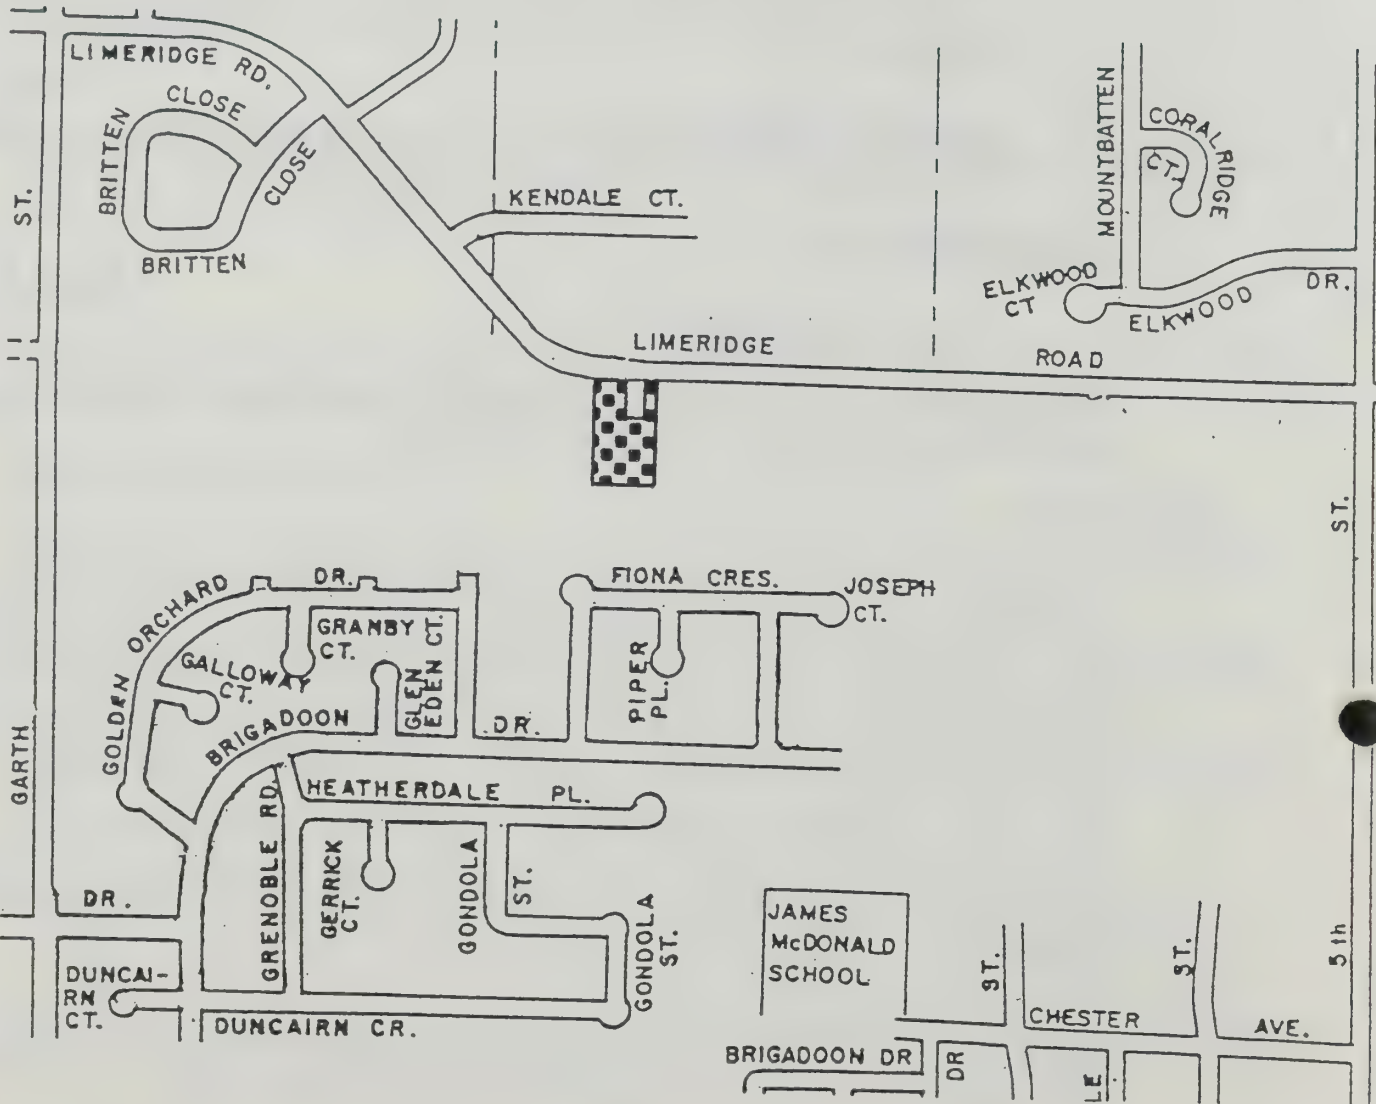 LIMERIDGE RD.
CLOSE
BRITTEN
CLOSE
BRITTEN
KENDALE CT.
MOUNTBATTEN
CORALRIDGE
CT.
ST.
ELKWOOD
CT
ELKWOOD DR.
LIMERIDGE ROAD
ST.
GOLDEN ORCHARD DR.
FIONA CRES.
JOSEPH
CT.
GRANBY
CT.
GALLOWAY
CT.
GLEN
EDEN CT.
PIPER
PL.
BRIGADOON DR.
GARTH
HEATHERDALE PL.
GRENOBLE RD.
GERRICK
CT.
GONDOLA ST.
DR.
GONDOLA
ST.
JAMES
McDONALD
SCHOOL
ST.
ST.
5th
DUNCAI-
RN
CT.
DUNCAIRN CR.
CHESTER AVE.
BRIGADOON DR
DR
LE